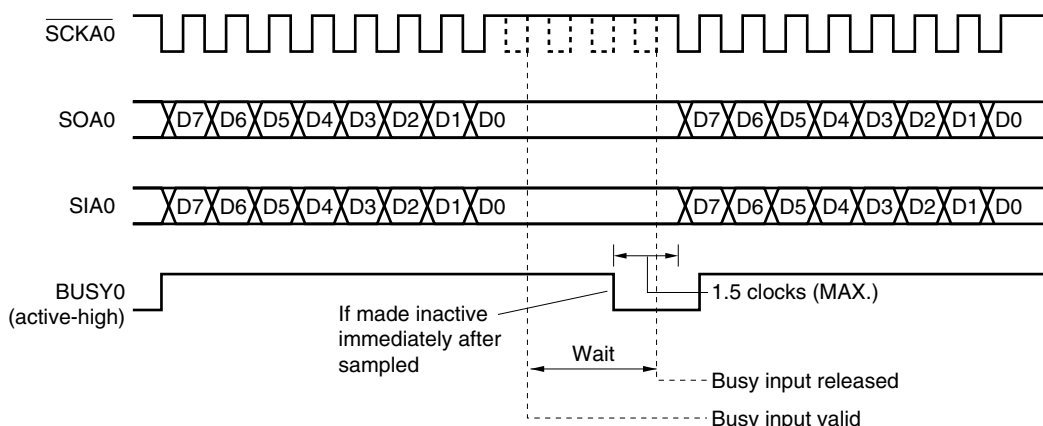 SCKA0
SOA0
D7 D6 D5 D4 D3 D2 D1 D0 D7 D6 D5 D4 D3 D2 D1 D0
SIA0
D7 D6 D5 D4 D3 D2 D1 D0 D7 D6 D5 D4 D3 D2 D1 D0
BUSY0
(active-high)
1.5 clocks (MAX.)
If made inactive
immediately after
sampled
Wait
Busy input released
Busy input valid